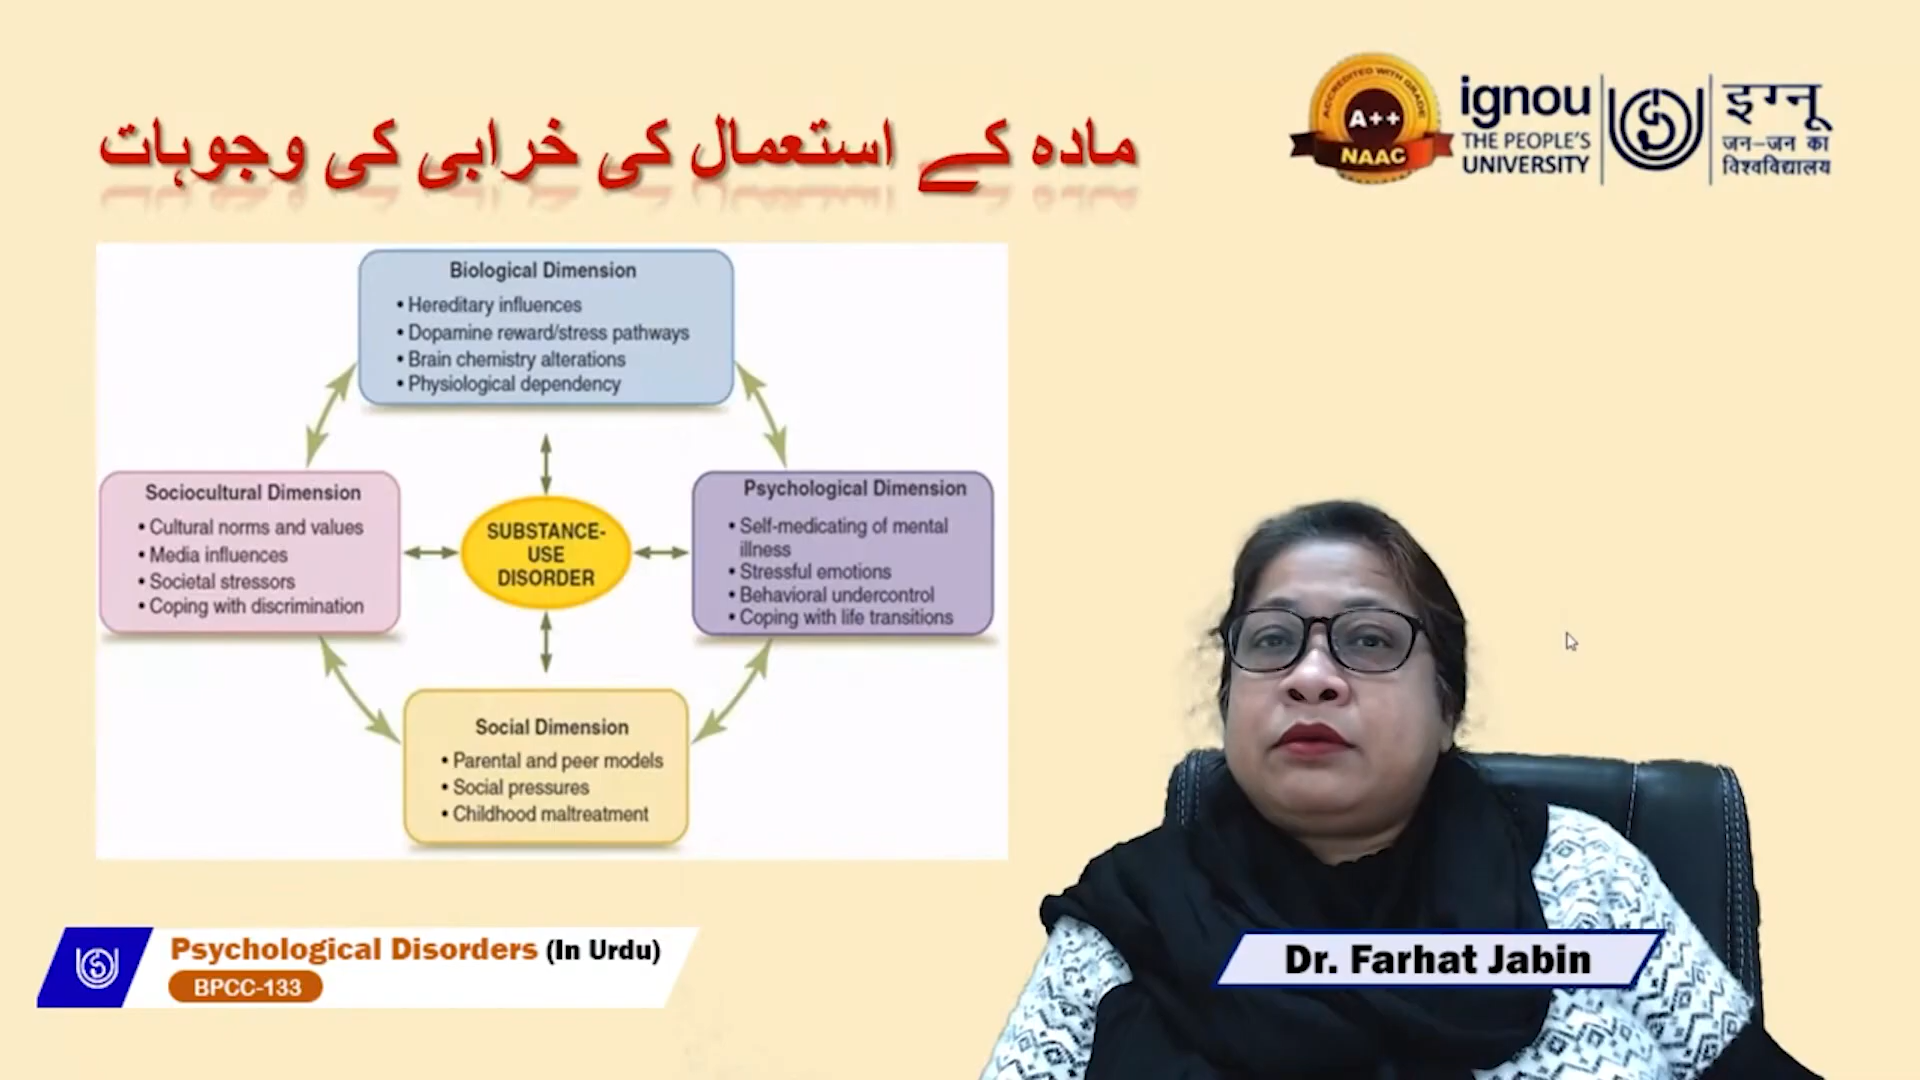 ماده کے استعمال کی خرابی کی وجوہات
ACCREDITED WITH GRADE
A++
NAAC
ignou
THE PEOPLE'S
UNIVERSITY
इग्नू
जन-जन का
विश्वविद्यालय
Biological Dimension
• Hereditary influences
• Dopamine reward/stress pathways
• Brain chemistry alterations
• Physiological dependency
Sociocultural Dimension
• Cultural norms and values
• Media influences
• Societal stressors
• Coping with discrimination
SUBSTANCE-
USE
DISORDER
Psychological Dimension
• Self-medicating of mental
illness
• Stressful emotions
• Behavioral undercontrol
• Coping with life transitions
Social Dimension
• Parental and peer models
• Social pressures
• Childhood maltreatment
Psychological Disorders (In Urdu)
BPCC-133
Dr. Farhat Jabin